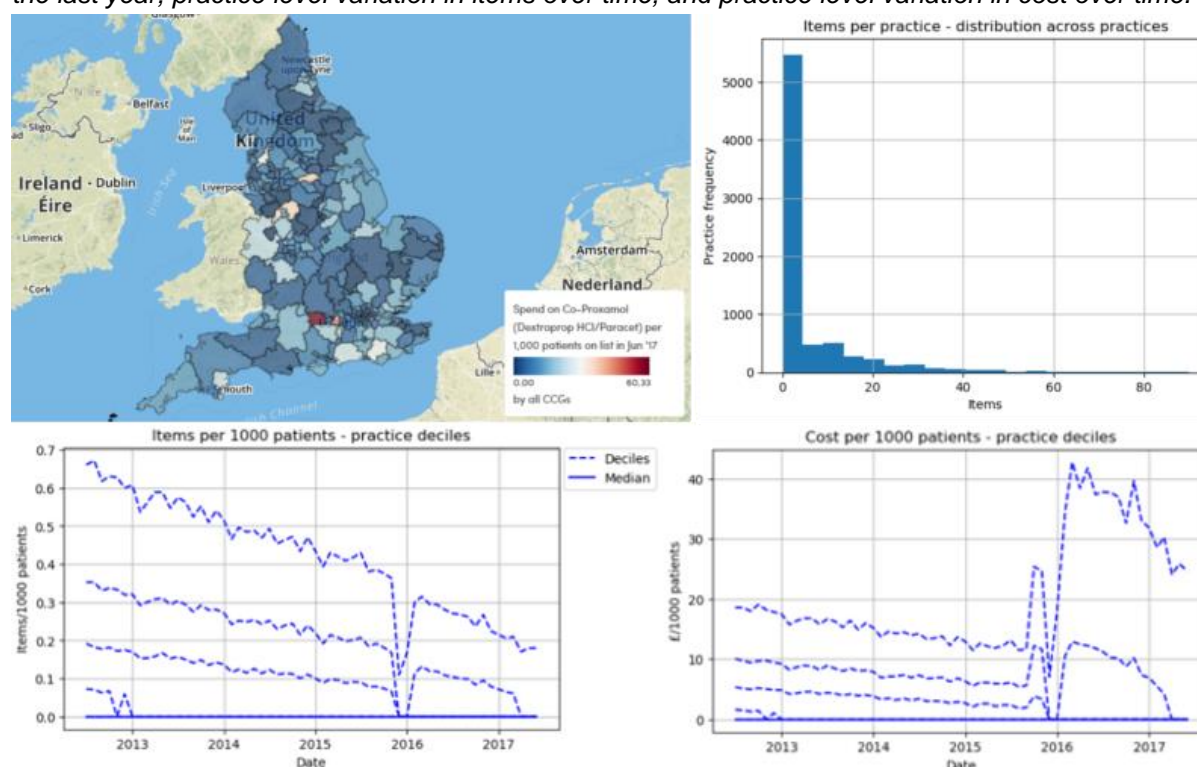 the last year, practice level variation in items over time, and practice level variation in cost over time.
Newcastle
upon Tyne
Belfast
Isle
of
Man
Sligo
United
Kingdom
Irish Sea
Ireland
Éire
Dublin
Liverpool
Limerick
Wales
Cork
Amsterdam
Nederland
Lille
Plymouth
Spend on Co-Proxamol
(Dextraprop HCl/Paracet) per
1,000 patients on list in Jun '17
0.00 60.33
by all CCGs
Items per practice - distribution across practices
Practice frequency
5000
4000
3000
2000
1000
0
0 20 40 60 80
Items
Items per 1000 patients - practice deciles
Items/1000 patients
0.7
0.6
0.5
0.4
0.3
0.2
0.1
0.0
2013 2014 2015 2016 2017
Date
Deciles
Median
Cost per 1000 patients - practice deciles
£/1000 patients
40
30
20
10
0
2013 2014 2015 2016 2017
Date